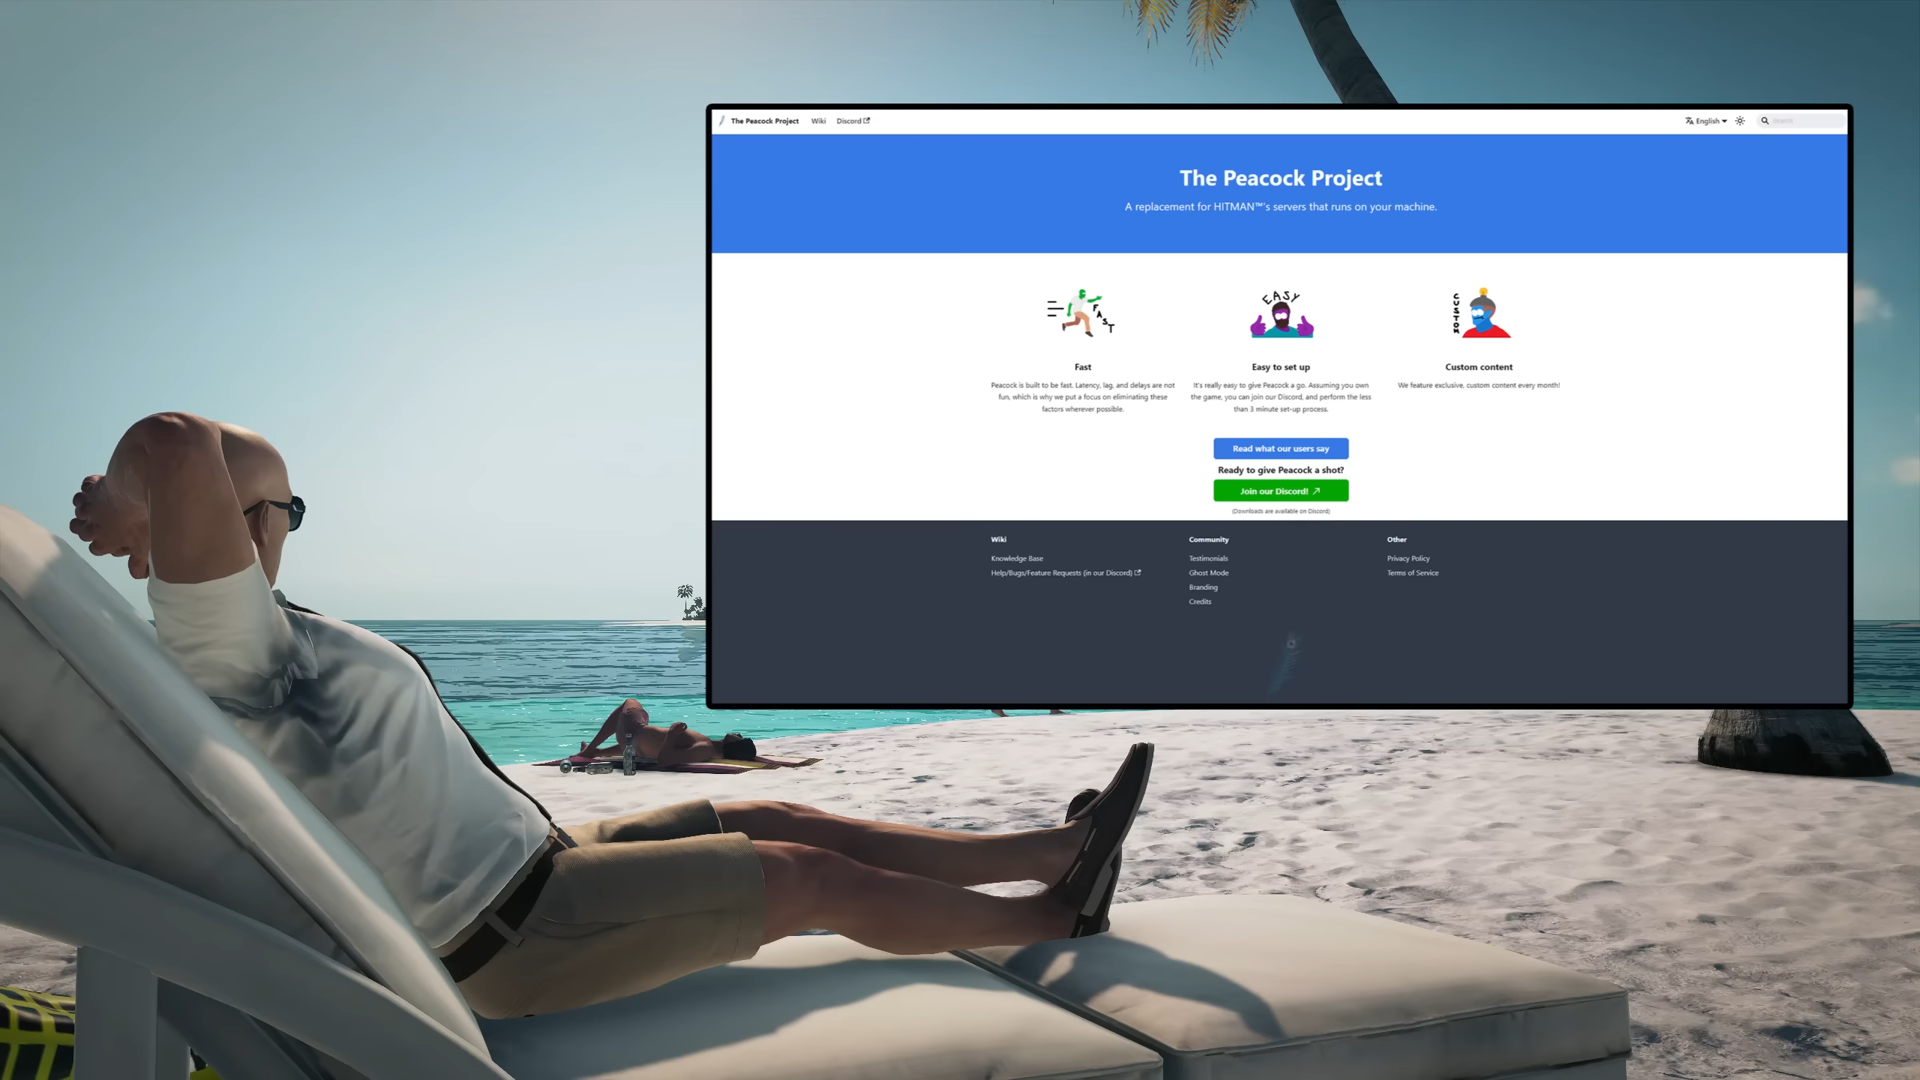 The Peacock Project Wiki Discord
English
The Peacock Project
A replacement for HITMAN™'s servers that runs on your machine.
FAST
EASY
CUSTOM
Fast
Peacock is built to be fast. Latency, lag, and delays are not
fun, which is why we put a focus on eliminating these
factors wherever possible.
Easy to set up
It's really easy to give Peacock a go. Assuming you own
the game, you can join our Discord, and perform the less
than 3 minute set-up process.
Custom content
We feature exclusive, custom content every month!
Read what our users say
Ready to give Peacock a shot?
Join our Discord!
(Downloads are available on Discord)
Wiki
Knowledge Base
Help/Bugs/Feature Requests (in our Discord)
Community
Testimonials
Ghost Mode
Branding
Credits
Other
Privacy Policy
Terms of Service